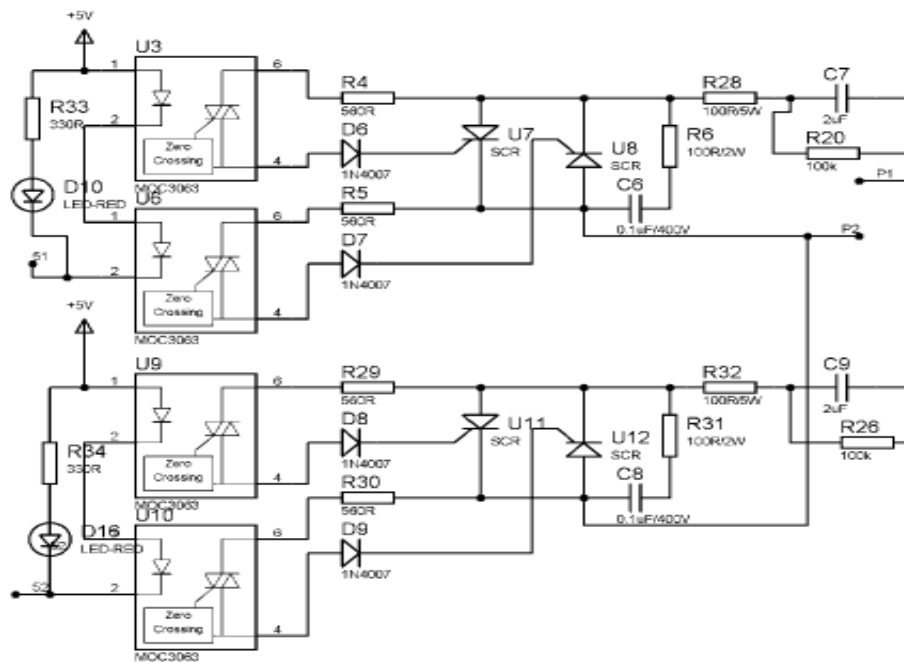 +5V
U3
1
6
R4
560R
R33
330R
2
Zero
Crossing
4
MOC3063
D6
1N4007
U7
SCR
U8
SCR
R28
100R/5W
C7
2uF
R6
100R/2W
R20
100k
P1
D10
LED-RED
U6
1
6
R5
560R
C6
0.1uF/400V
P2
S1
2
Zero
Crossing
4
MOC3063
D7
1N4007
+5V
U9
1
6
R29
560R
R32
100R/5W
C9
2uF
2
Zero
Crossing
4
MOC3063
D8
1N4007
U11
SCR
U12
SCR
R31
100R/2W
R26
100k
R34
330R
R30
560R
C8
0.1uF/400V
D16
LED-RED
U10
6
S2
2
Zero
Crossing
4
MOC3063
D9
1N4007